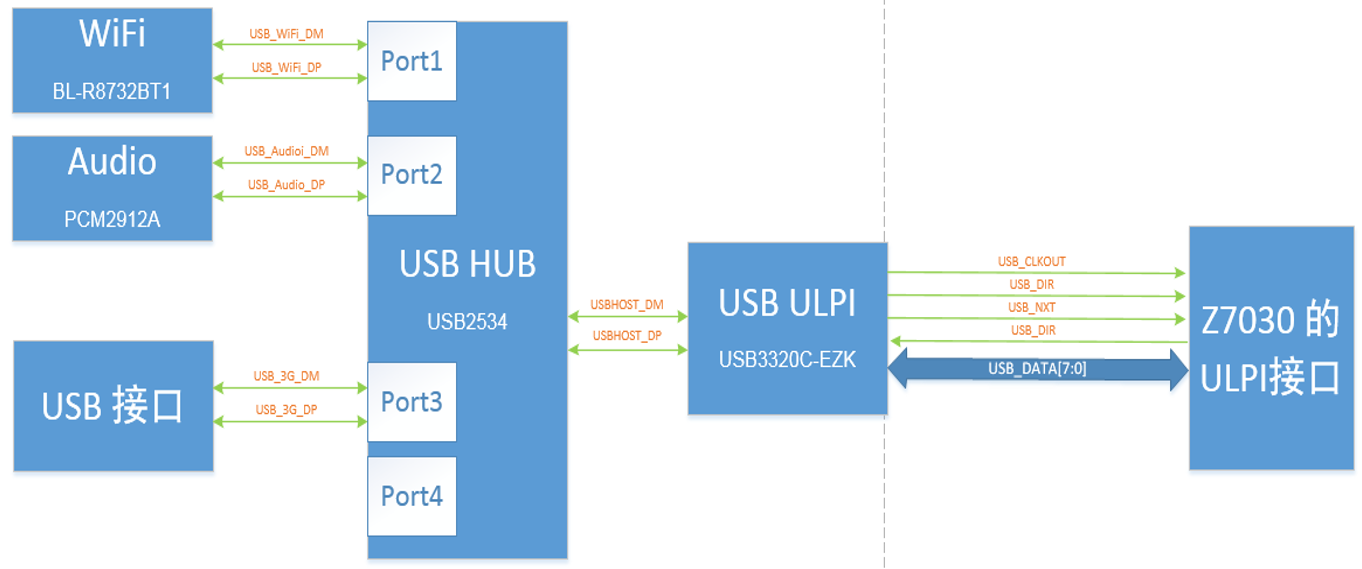 WiFi
BL-R8732BT1
USB_WiFi_DM
USB_WiFi_DP
Port1
Audio
PCM2912A
USB_Audioi_DM
USB_Audio_DP
Port2
USB HUB
USB2534
USB 接口
USB_3G_DM
USB_3G_DP
Port3
Port4
USBHOST_DM
USBHOST_DP
USB ULPI
USB3320C-EZK
USB_CLKOUT
USB_DIR
USB_NXT
USB_DIR
USB_DATA[7:0]
Z7030 的
ULPI接口